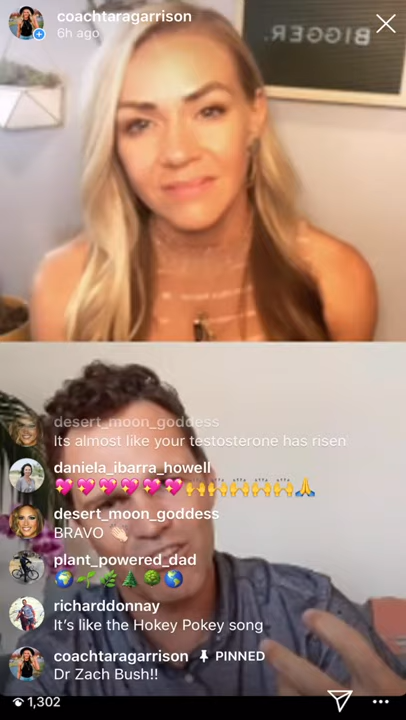 coachtaragarrison
6h ago
BIGGER.
desert_moon_goddess
Its almost like your testosterone has risen
daniela_ibarra_howell
💖💖💖💖💖💖🙌🙌🙌🙌🙌🙏
desert_moon_goddess
BRAVO 👏🏻
plant_powered_dad
🌍🌱🌿🌲🌳🌎
richarddonnay
It's like the Hokey Pokey song
coachtaragarrison PINNED
Dr Zach Bush!!
1,302